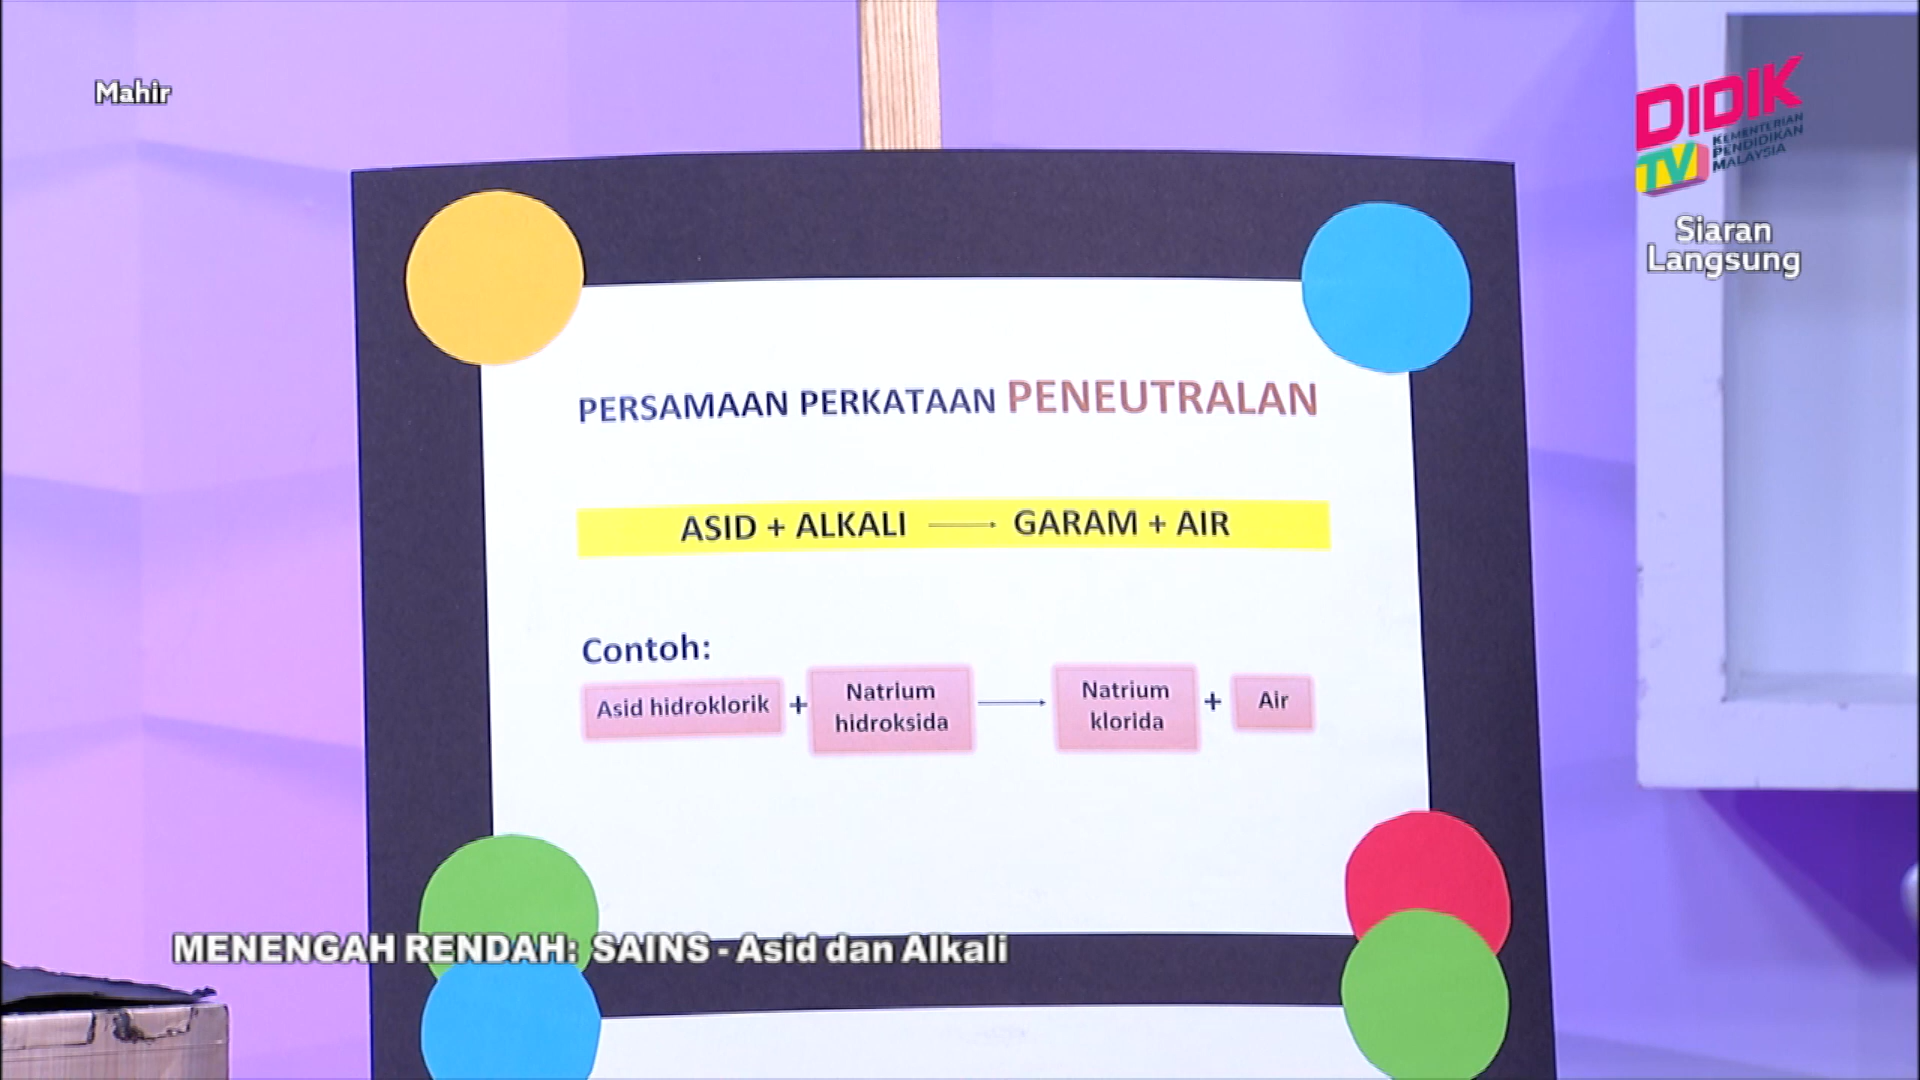 Mahir
DIDIK
TV
KEMENTERIAN
PENDIDIKAN
MALAYSIA
Siaran
Langsung
PERSAMAAN PERKATAAN PENEUTRALAN
ASID + ALKALI → GARAM + AIR
Contoh:
Asid hidroklorik + Natrium hidroksida → Natrium klorida + Air
MENENGAH RENDAH: SAINS - Asid dan Alkali